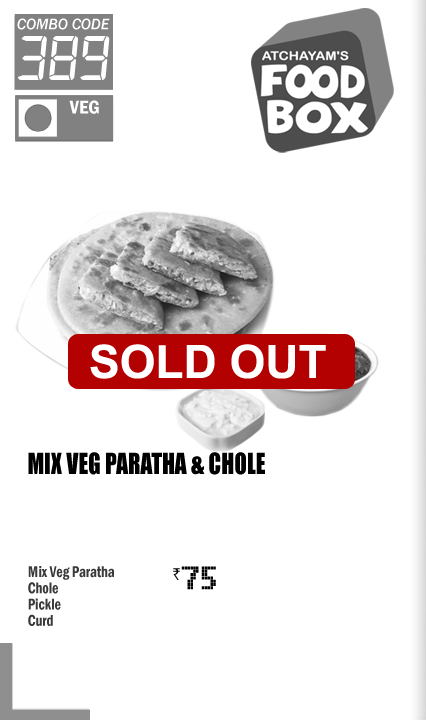 COMBO CODE
389
VEG
ATCHAYAM'S
FOOD
BOX
SOLD OUT
MIX VEG PARATHA & CHOLE
Mix Veg Paratha
Chole
Pickle
Curd
₹75